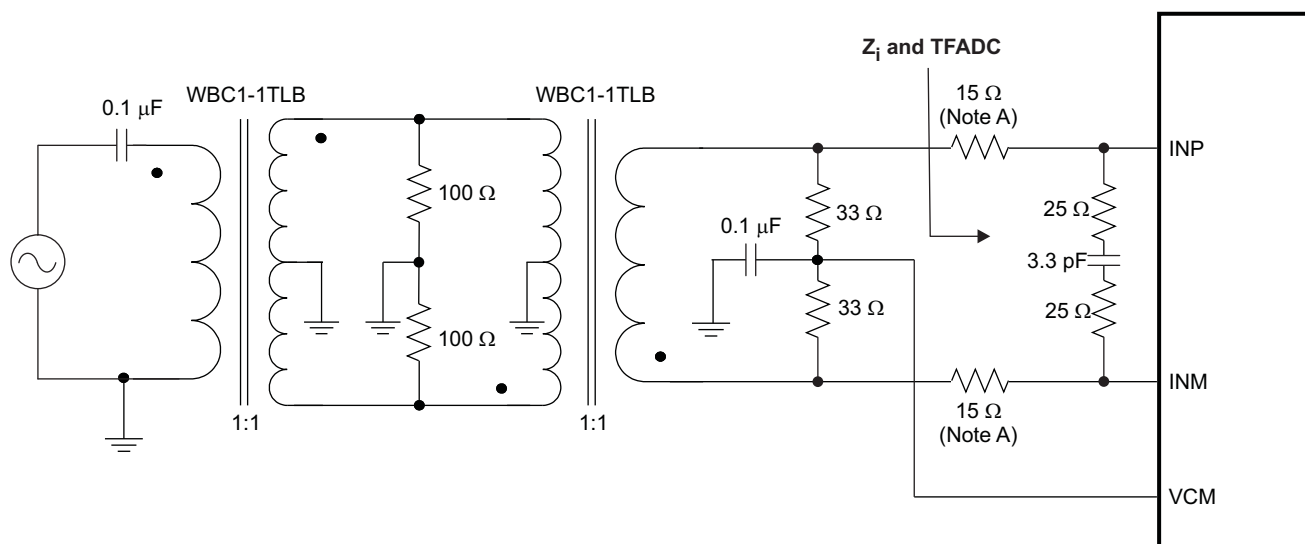 Zi and TFADC
0.1 μF
WBC1-1TLB
WBC1-1TLB
15 Ω
(Note A)
INP
100 Ω
33 Ω
25 Ω
0.1 μF
3.3 pF
100 Ω
33 Ω
25 Ω
INM
15 Ω
(Note A)
1:1
1:1
VCM